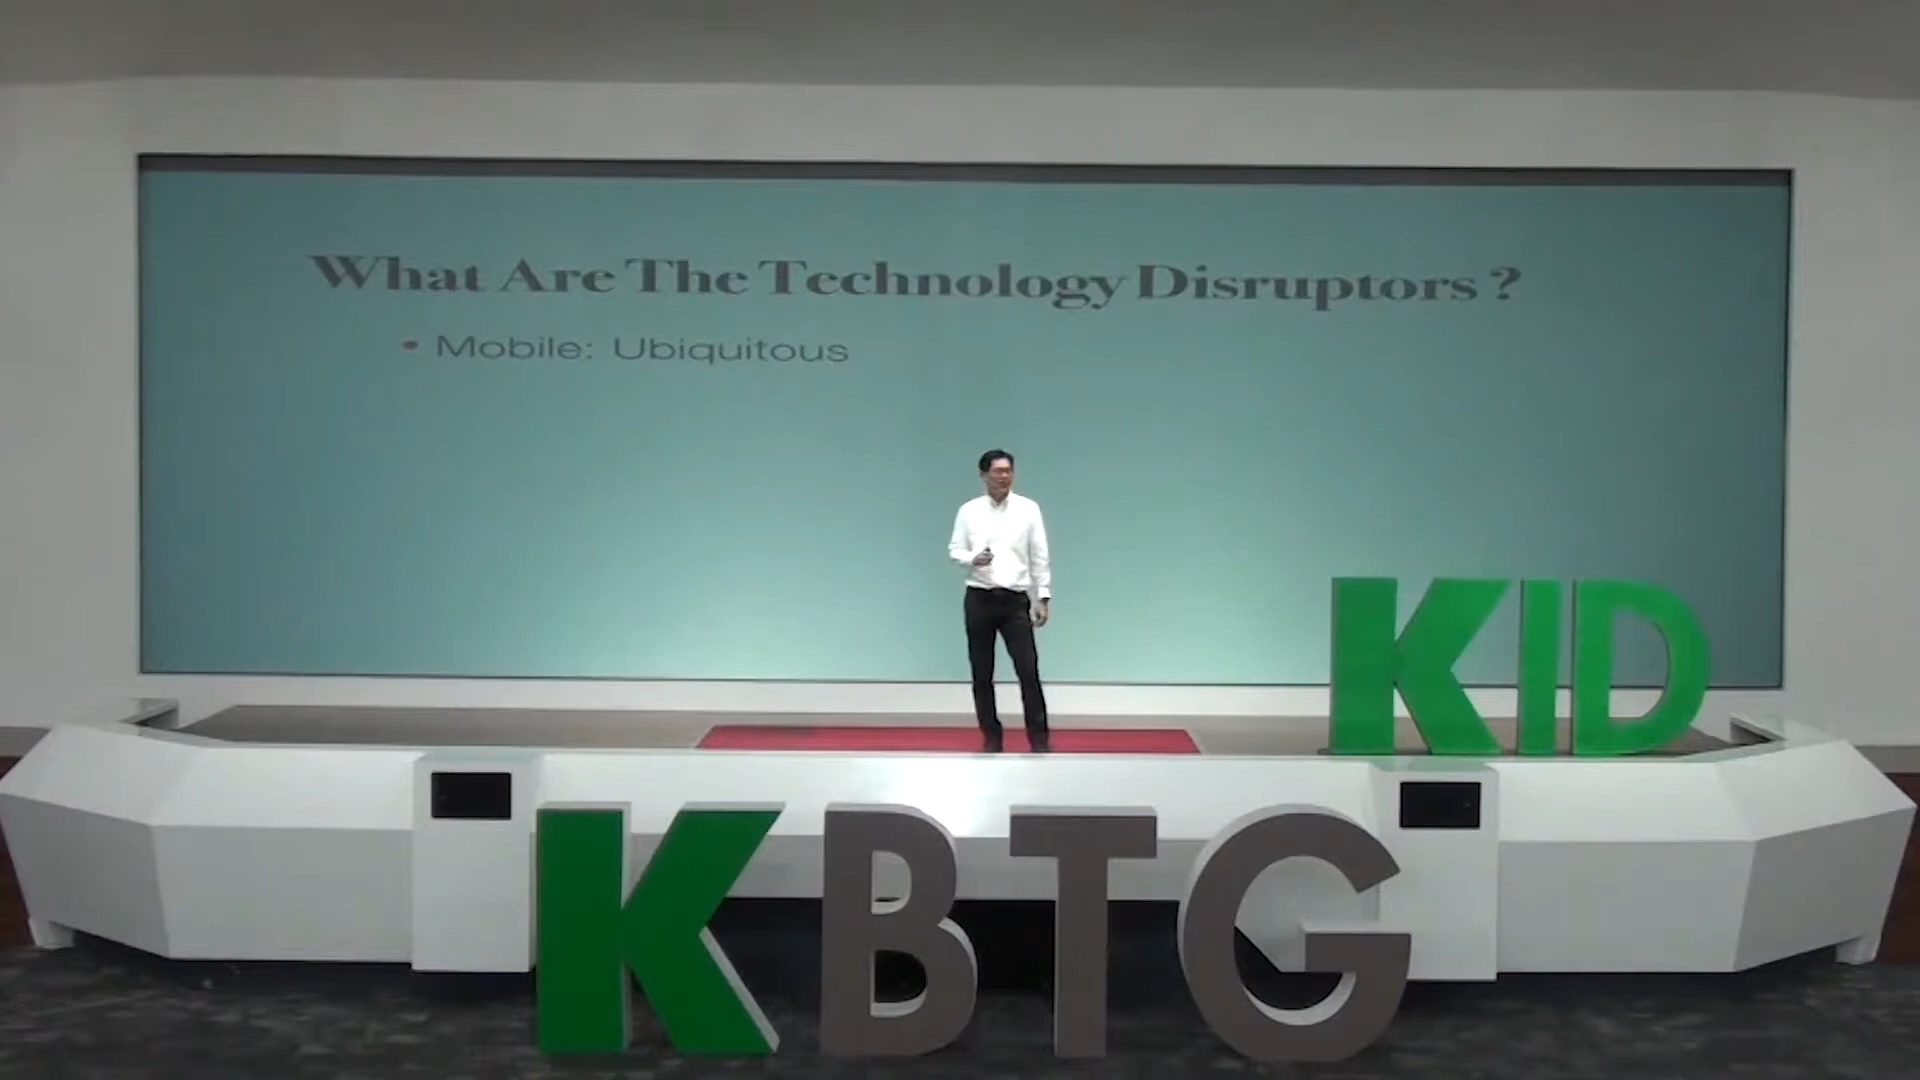 What Are The Technology Disruptors ?
• Mobile: Ubiquitous
KID
KBTG